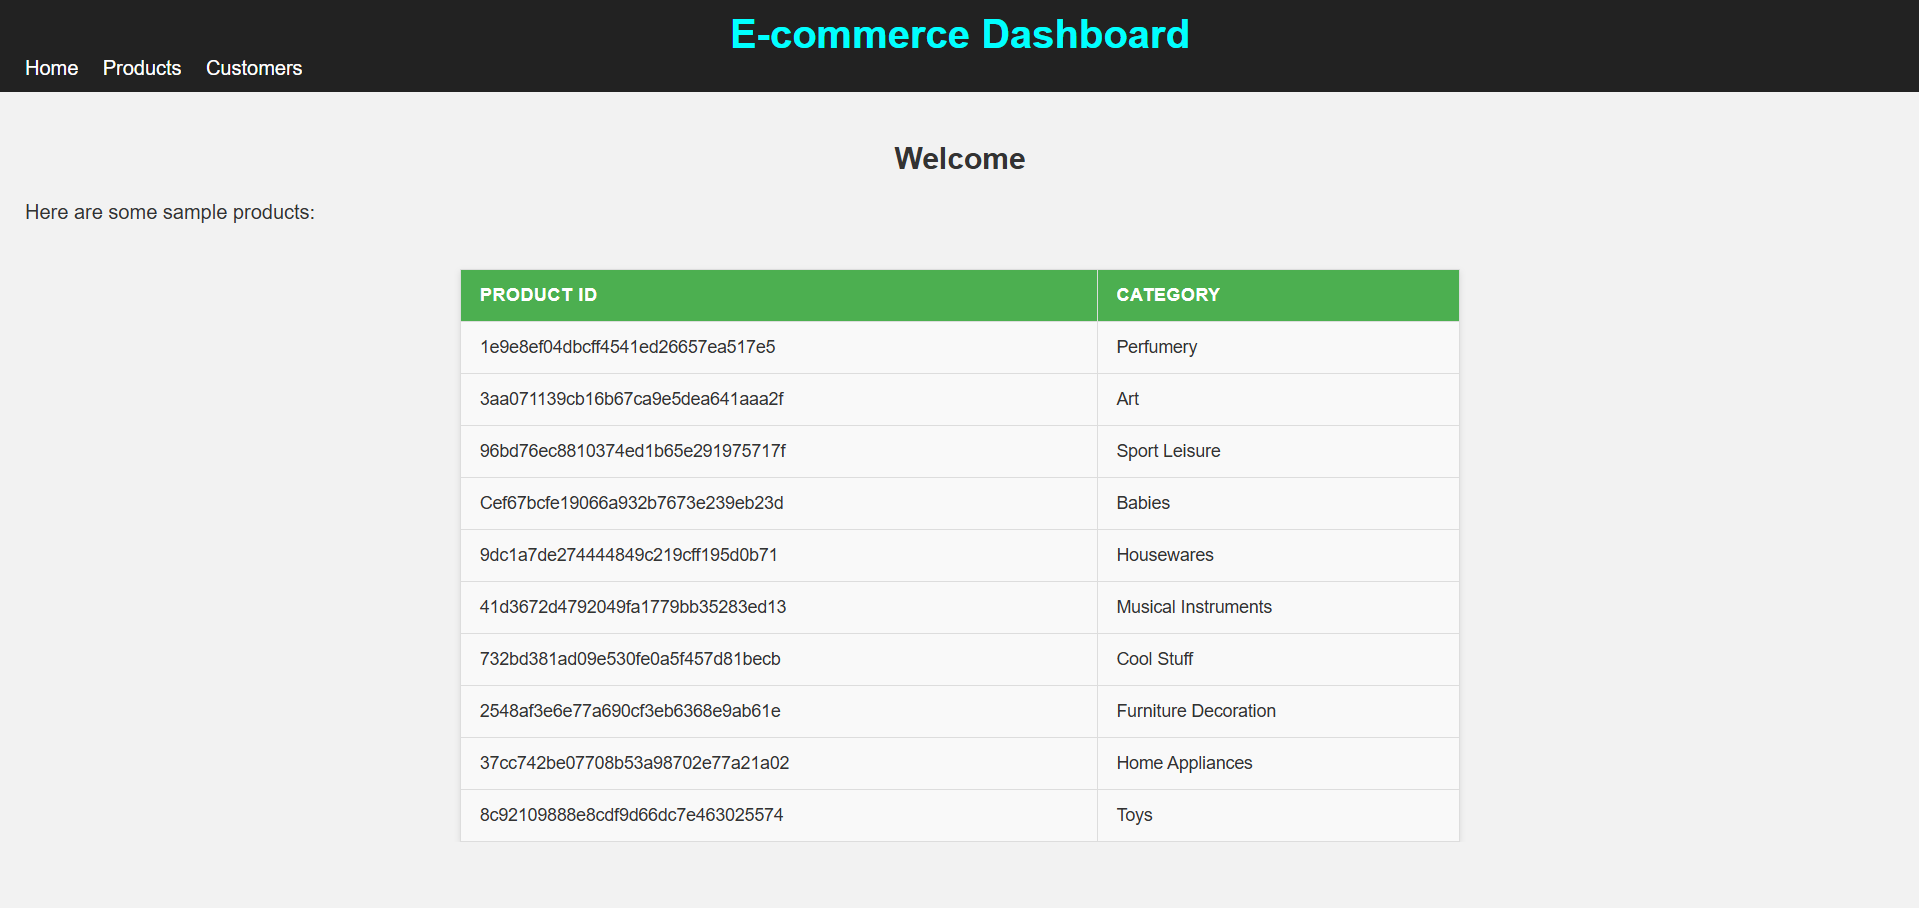 E-commerce Dashboard
Home Products Customers
Welcome
Here are some sample products:
PRODUCT ID CATEGORY
1e9e8ef04dbcff4541ed26657ea517e5 Perfumery
3aa071139cb16b67ca9e5dea641aaa2f Art
96bd76ec8810374ed1b65e291975717f Sport Leisure
Cef67bcfe19066a932b7673e239eb23d Babies
9dc1a7de274444849c219cff195d0b71 Housewares
41d3672d4792049fa1779bb35283ed13 Musical Instruments
732bd381ad09e530fe0a5f457d81becb Cool Stuff
2548af3e6e77a690cf3eb6368e9ab61e Furniture Decoration
37cc742be07708b53a98702e77a21a02 Home Appliances
8c92109888e8cdf9d66dc7e463025574 Toys